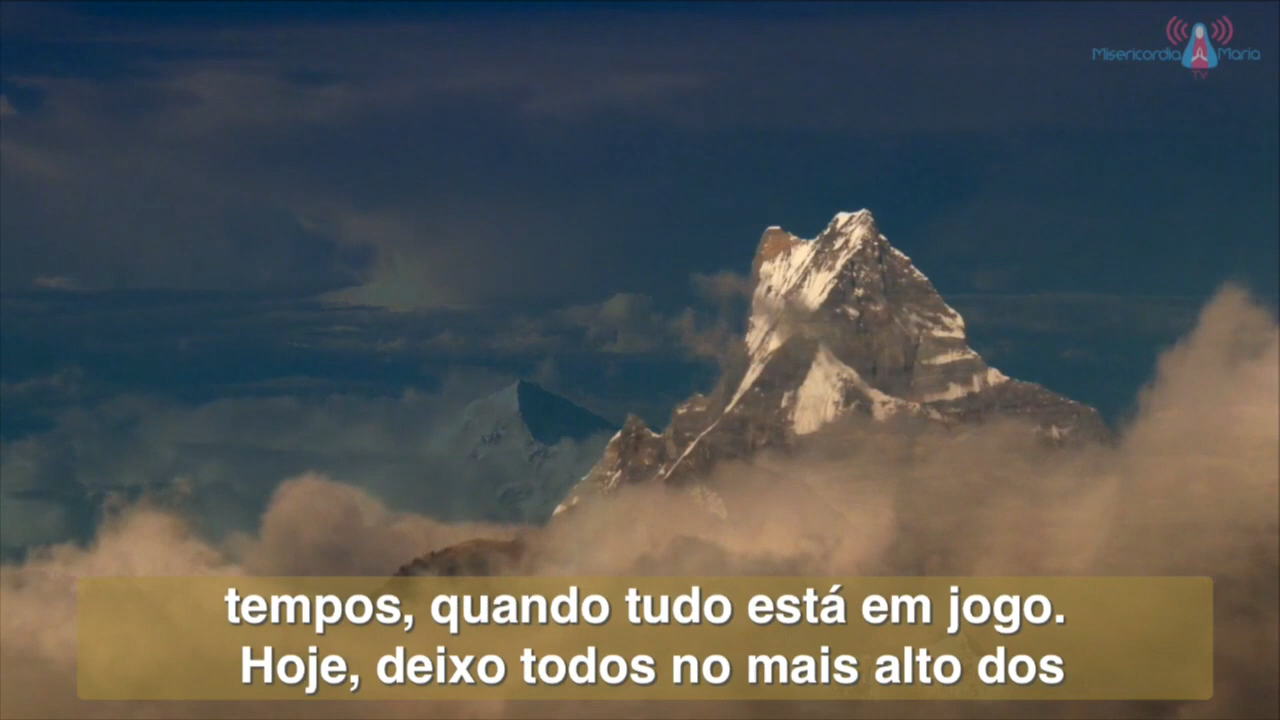 Misericordia Maria
TV
tempos, quando tudo está em jogo.
Hoje, deixo todos no mais alto dos